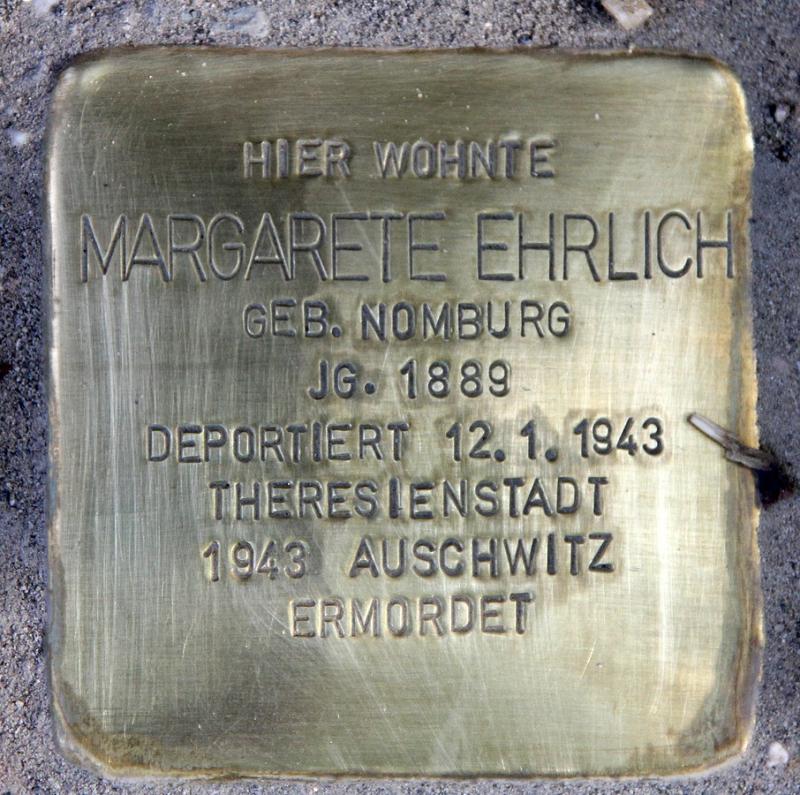 HIER WOHNTE
MARGARETE EHRLICH
GEB. NOMBURG
JG. 1889
DEPORTIERT 12.1.1943
THERESIENSTADT
1943 AUSCHWITZ
ERMORDET